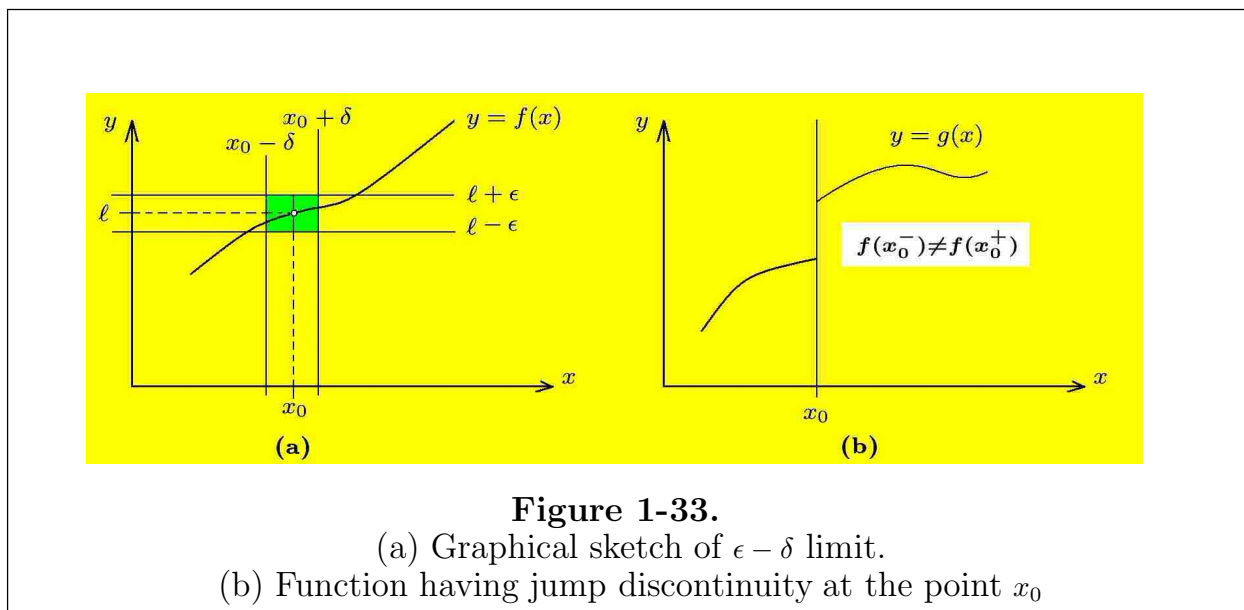 y
x₀ − δ
x₀ + δ
y = f(x)
ℓ + ϵ
ℓ
ℓ − ϵ
x
x₀
(a)
y
y = g(x)
f(x₀⁻)≠f(x₀⁺)
x
x₀
(b)
Figure 1-33.
(a) Graphical sketch of ϵ − δ limit.
(b) Function having jump discontinuity at the point x₀